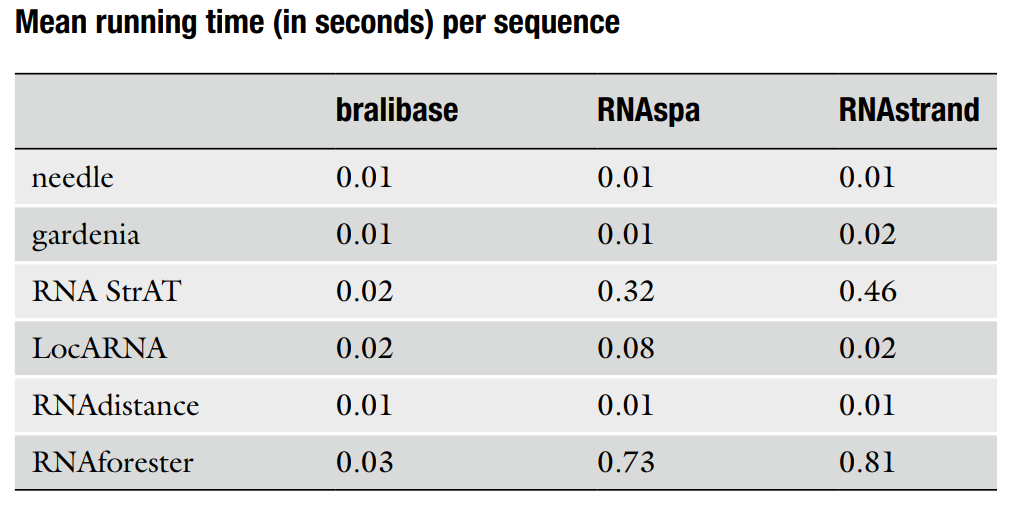 Mean running time (in seconds) per sequence
bralibase RNAspa RNAstrand
needle 0.01 0.01 0.01
gardenia 0.01 0.01 0.02
RNA StrAT 0.02 0.32 0.46
LocARNA 0.02 0.08 0.02
RNAdistance 0.01 0.01 0.01
RNAforester 0.03 0.73 0.81